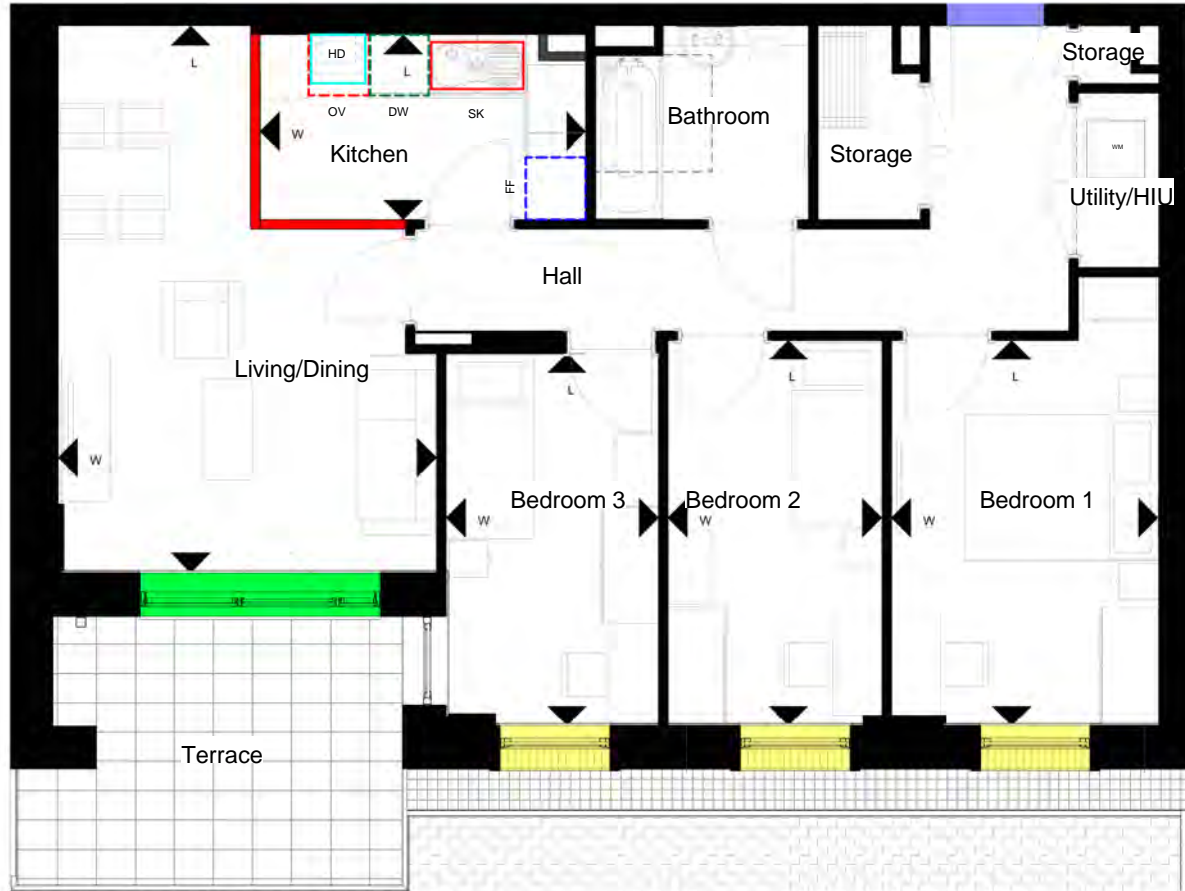 Storage
HD
L
L
OV
DW
SK
Bathroom
W
Kitchen
Storage
WM
FF
Utility/HIU
Hall
Living/Dining
L
L
L
W
Bedroom 3
Bedroom 2
Bedroom 1
W
W
W
Terrace